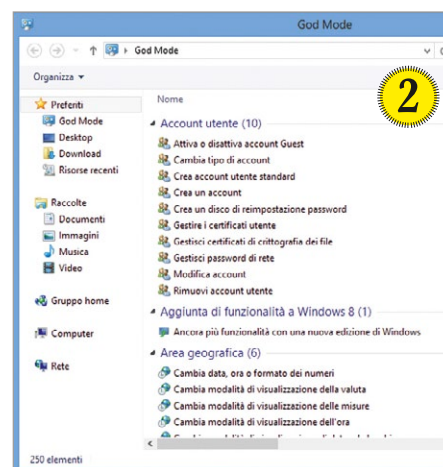 God Mode
God Mode
Organizza
2
Preferiti
God Mode
Desktop
Download
Risorse recenti
Raccolte
Documenti
Immagini
Musica
Video
Gruppo home
Computer
Rete
Nome
Account utente (10)
Attiva o disattiva account Guest
Cambia tipo di account
Crea account utente standard
Crea un account
Crea un disco di reimpostazione password
Gestire i certificati utente
Gestisci certificati di crittografia dei file
Gestisci password di rete
Modifica account
Rimuovi account utente
Aggiunta di funzionalità a Windows 8 (1)
Ancora più funzionalità con una nuova edizione di Windows
Area geografica (6)
Cambia data, ora o formato dei numeri
Cambia modalità di visualizzazione della valuta
Cambia modalità di visualizzazione delle misure
Cambia modalità di visualizzazione dell'ora
250 elementi